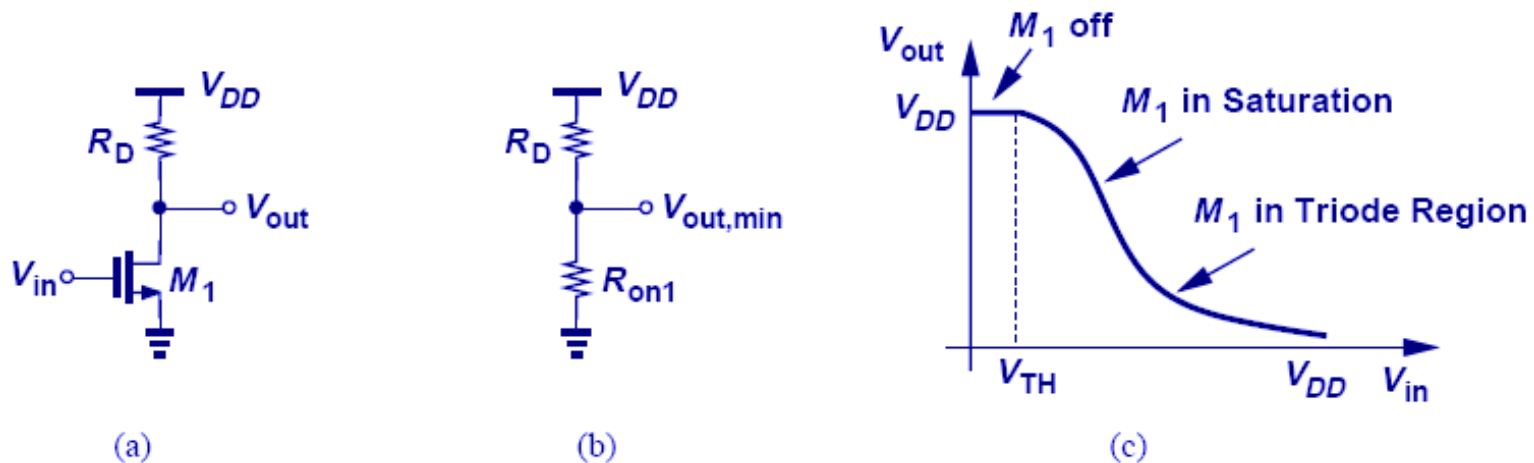 V_DD
R_D
V_out
V_in
M_1
(a)
V_DD
R_D
V_out,min
R_on1
(b)
V_out
M_1 off
V_DD
M_1 in Saturation
M_1 in Triode Region
V_TH
V_DD
V_in
(c)